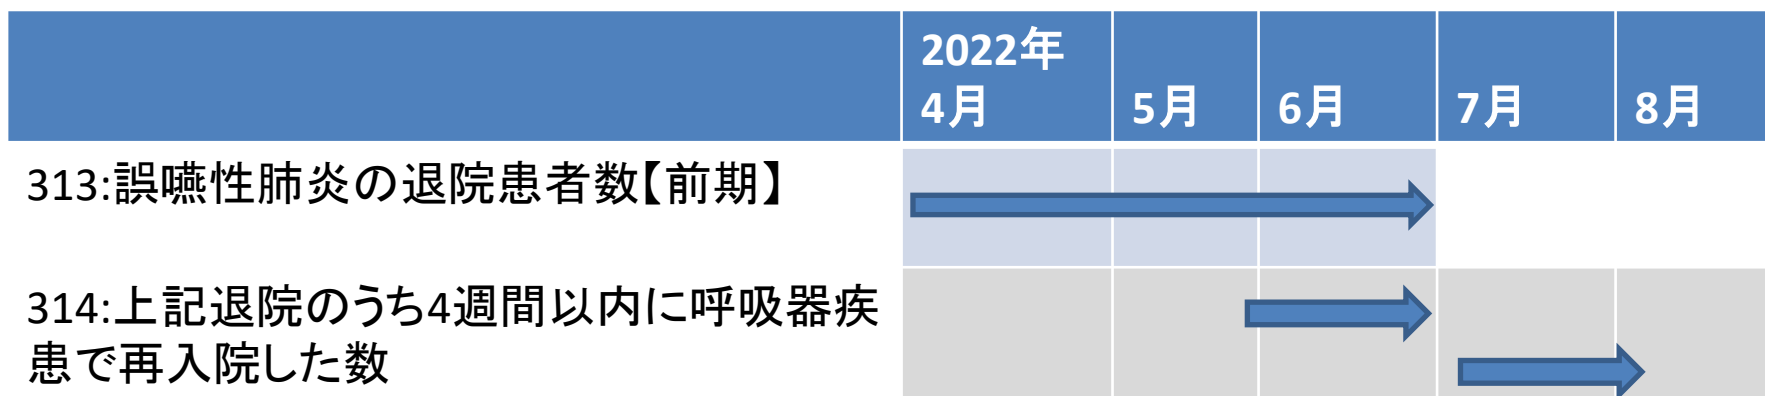 2022年
4月 5月 6月 7月 8月
313:誤嚥性肺炎の退院患者数【前期】
314:上記退院のうち4週間以内に呼吸器疾
患で再入院した数